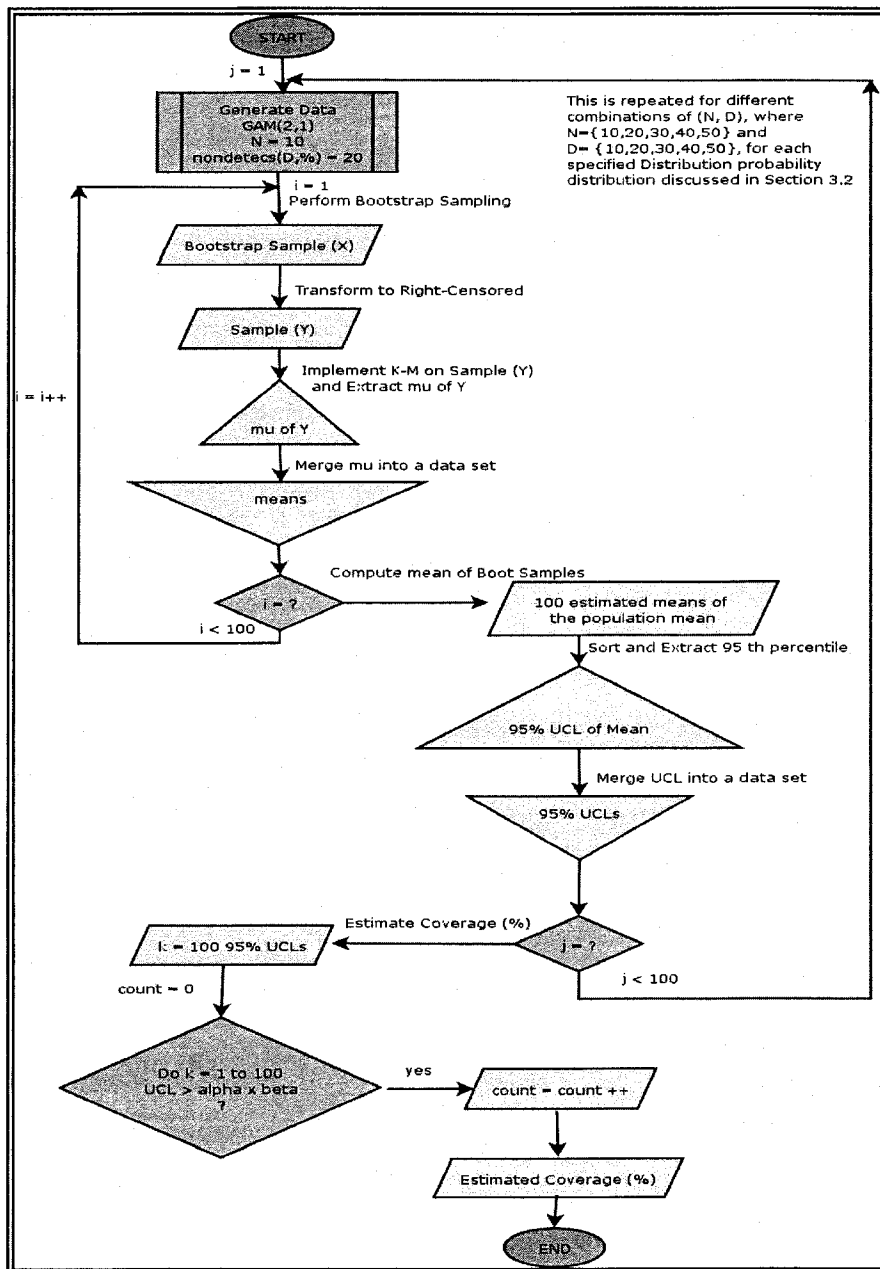 START
j = 1
Generate Data
GAM(2,1)
N = 10
nondetecs(D,%) = 20
This is repeated for different
combinations of (N, D), where
N={10,20,30,40,50} and
D= {10,20,30,40,50}, for each
specified Distribution probability
distribution discussed in Section 3.2
i = 1
Perform Bootstrap Sampling
Bootstrap Sample (X)
Transform to Right-Censored
Sample (Y)
Implement K-M on Sample (Y)
and Extract mu of Y
i = i++
mu of Y
Merge mu into a data set
means
Compute mean of Boot Samples
i = ?
i < 100
100 estimated means of
the population mean
Sort and Extract 95 th percentile
95% UCL of Mean
Merge UCL into a data set
95% UCLs
Estimate Coverage (%)
k = 100 95% UCLs
j = ?
j < 100
count = 0
Do k = 1 to 100
UCL > alpha x beta
?
yes
count = count ++
Estimated Coverage (%)
END